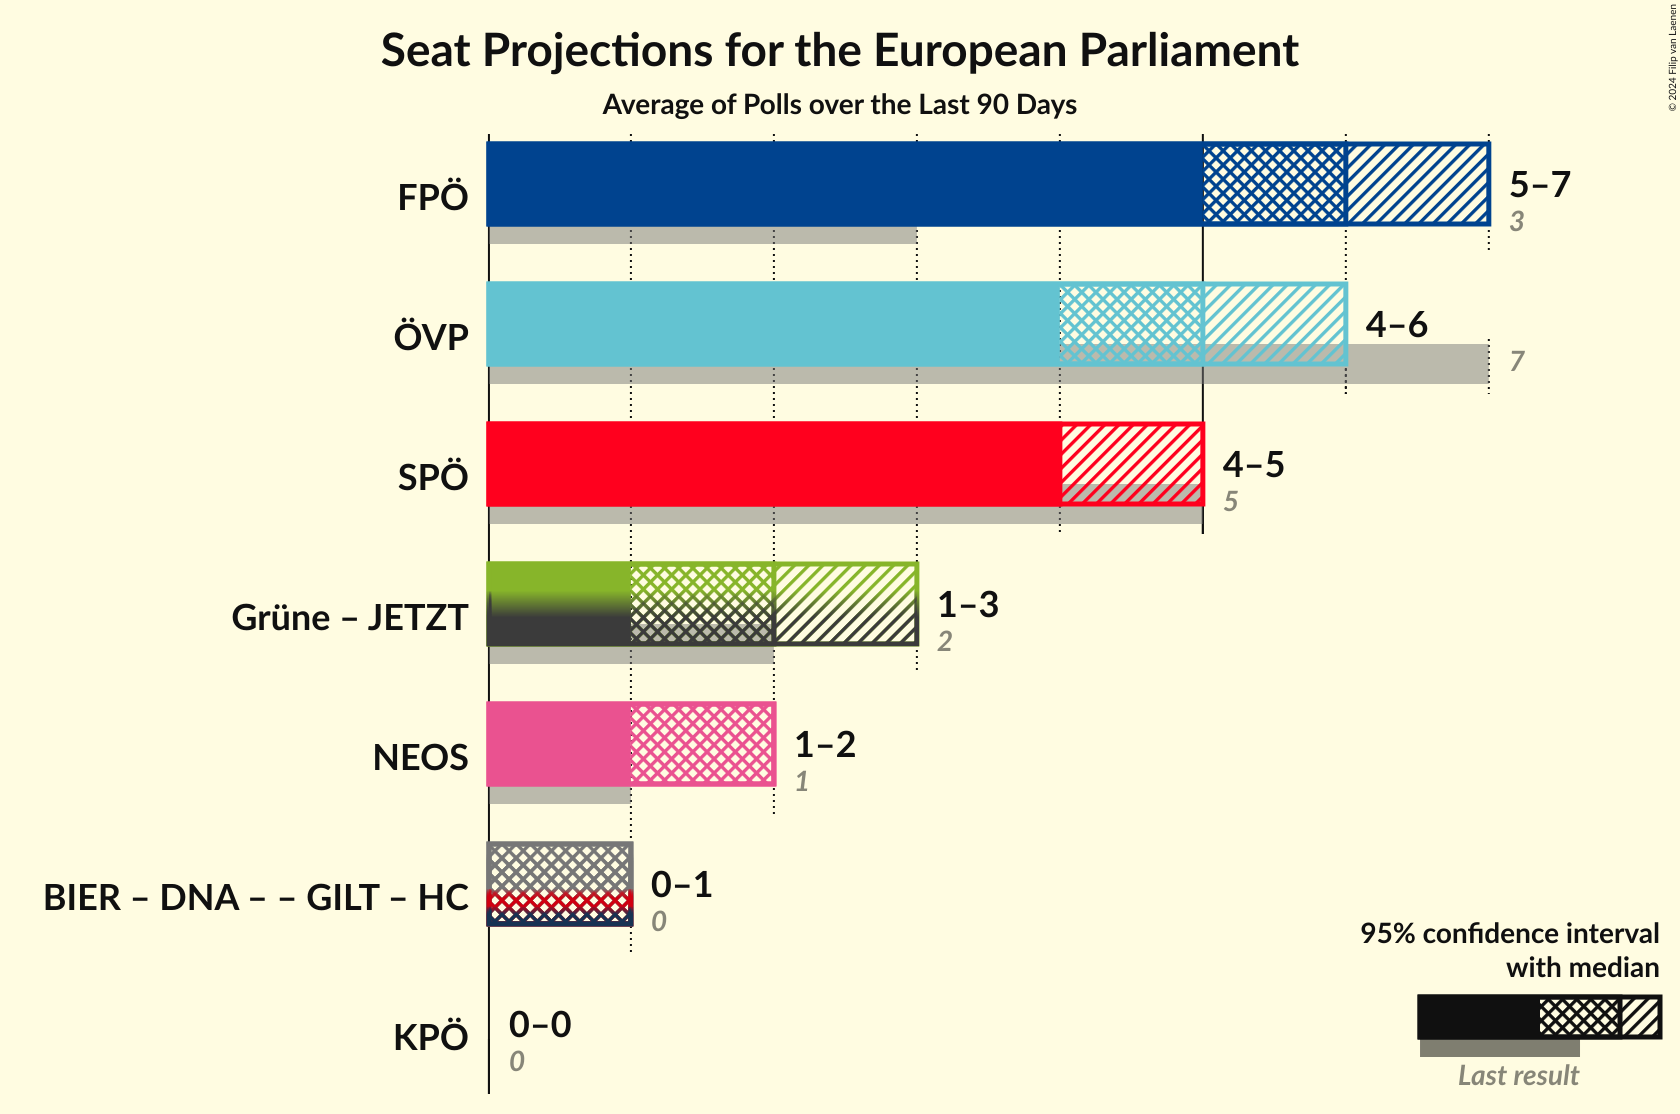 Seat Projections for the European Parliament
Average of Polls over the Last 90 Days
© 2024 Filip van Laenen
FPÖ
5–7
3
ÖVP
4–6
7
SPÖ
4–5
5
Grüne – JETZT
1–3
2
NEOS
1–2
1
BIER – DNA – – GILT – HC
0–1
0
KPÖ
0–0
0
95% confidence interval
with median
Last result